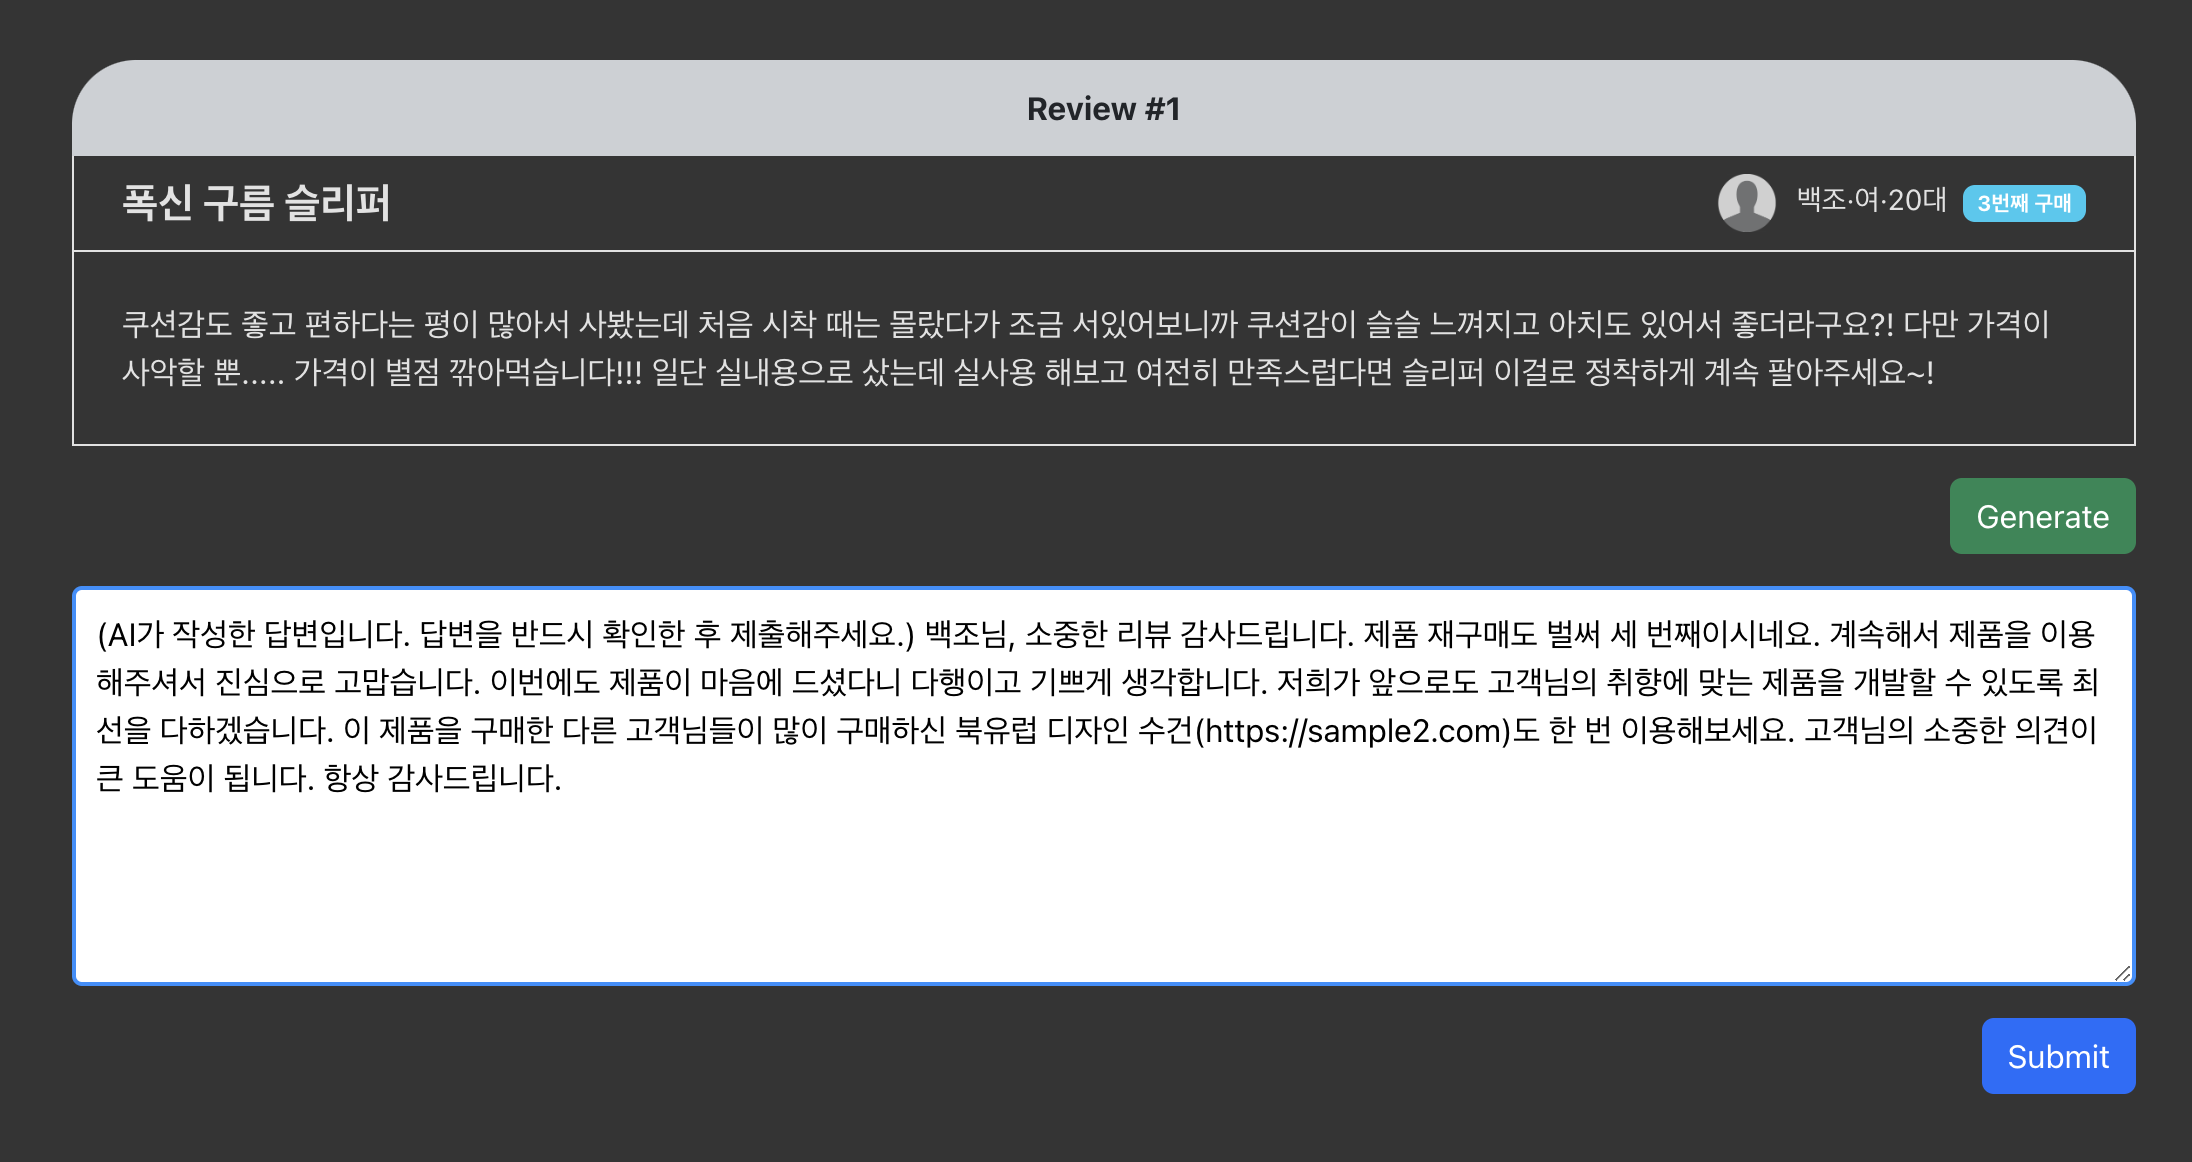 Review #1
폭신 구름 슬리퍼
백조·여·20대 3번째 구매
쿠션감도 좋고 편하다는 평이 많아서 사봤는데 처음 시착 때는 몰랐다가 조금 서있어보니까 쿠션감이 슬슬 느껴지고 아치도 있어서 좋더라구요?! 다만 가격이
사악할 뿐..... 가격이 별점 깎아먹습니다!!! 일단 실내용으로 샀는데 실사용 해보고 여전히 만족스럽다면 슬리퍼 이걸로 정착하게 계속 팔아주세요~!
Generate
(AI가 작성한 답변입니다. 답변을 반드시 확인한 후 제출해주세요.) 백조님, 소중한 리뷰 감사드립니다. 제품 재구매도 벌써 세 번째이시네요. 계속해서 제품을 이용
해주셔서 진심으로 고맙습니다. 이번에도 제품이 마음에 드셨다니 다행이고 기쁘게 생각합니다. 저희가 앞으로도 고객님의 취향에 맞는 제품을 개발할 수 있도록 최
선을 다하겠습니다. 이 제품을 구매한 다른 고객님들이 많이 구매하신 북유럽 디자인 수건(https://sample2.com)도 한 번 이용해보세요. 고객님의 소중한 의견이
큰 도움이 됩니다. 항상 감사드립니다.
Submit